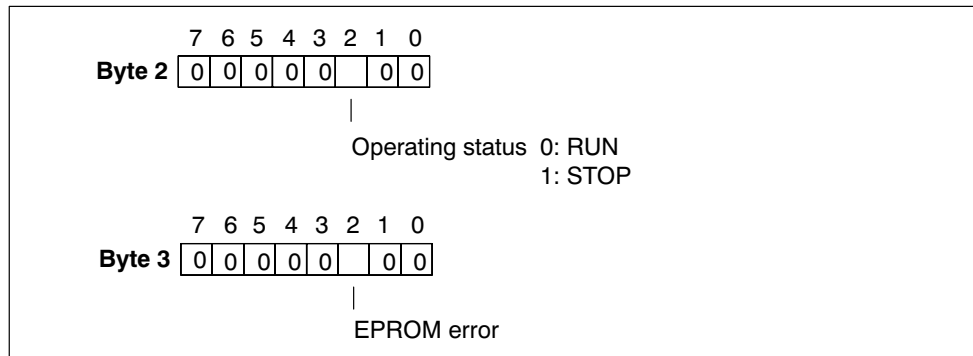 7 6 5 4 3 2 1 0
Byte 2 0 0 0 0 0 0 0
Operating status 0: RUN
1: STOP
7 6 5 4 3 2 1 0
Byte 3 0 0 0 0 0 0 0
EPROM error